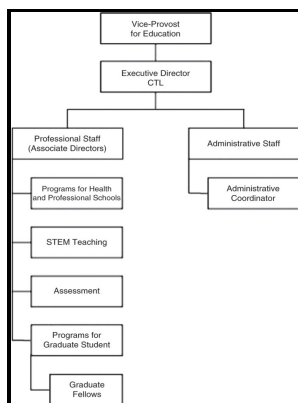 Vice-Provost
for Education
Executive Director
CTL
Professional Staff
(Associate Directors)
Administrative Staff
Programs for Health
and Professional Schools
Administrative
Coordinator
STEM Teaching
Assessment
Programs for
Graduate Student
Graduate
Fellows